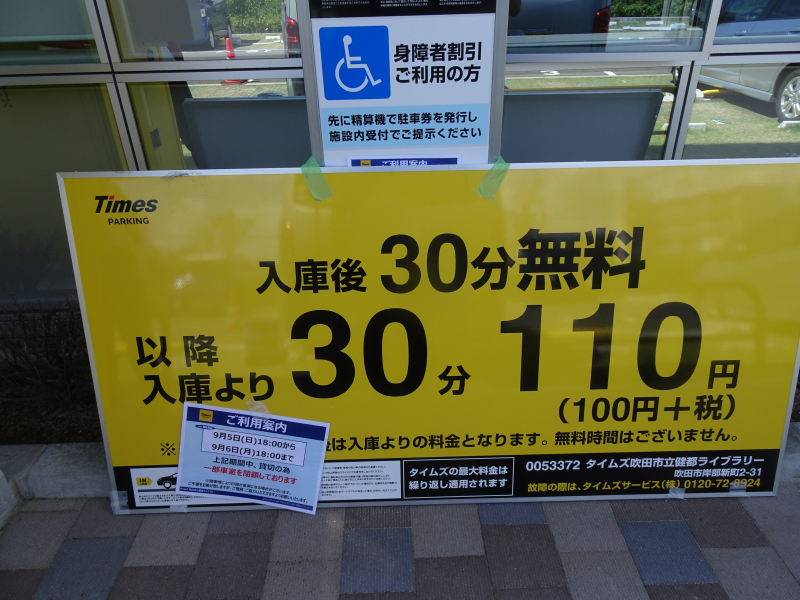 身障者割引
ご利用の方
先に精算機で駐車券を発行し
施設内受付でご提示ください
ご利用案内
Times
PARKING
入庫後 30分無料
以降
入庫より 30分 110円
(100円+税)
※
は入庫よりの料金となります。無料時間はございません。
ご利用案内
9月5日(日)18:00から
9月6日(月)18:00まで
上記期間中、貸切の為
一部車室を閉鎖しております
タイムズの最大料金は
繰り返し適用されます
0053372 タイムズ吹田市立健都ライブラリー
吹田市岸部新町2-31
故障の際は、タイムズサービス(株) 0120-72-8924